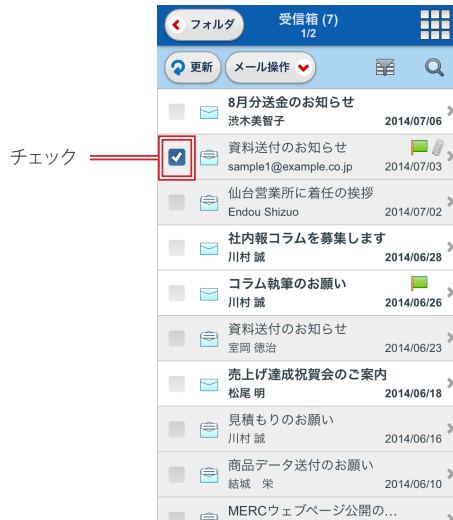 フォルダ
受信箱 (7)
1/2
更新
メール操作
8月分送金のお知らせ
渋木美智子
2014/07/06
チェック
資料送付のお知らせ
sample1@example.co.jp
2014/07/03
仙台営業所に着任の挨拶
Endou Shizuo
2014/07/02
社内報コラムを募集します
川村 誠
2014/06/28
コラム執筆のお願い
川村 誠
2014/06/26
資料送付のお知らせ
室岡 徳治
2014/06/23
売上げ達成祝賀会のご案内
松尾 明
2014/06/18
見積もりのお願い
川村 誠
2014/06/16
商品データ送付のお願い
結城　栄
2014/06/10
MERCウェブページ公開の...